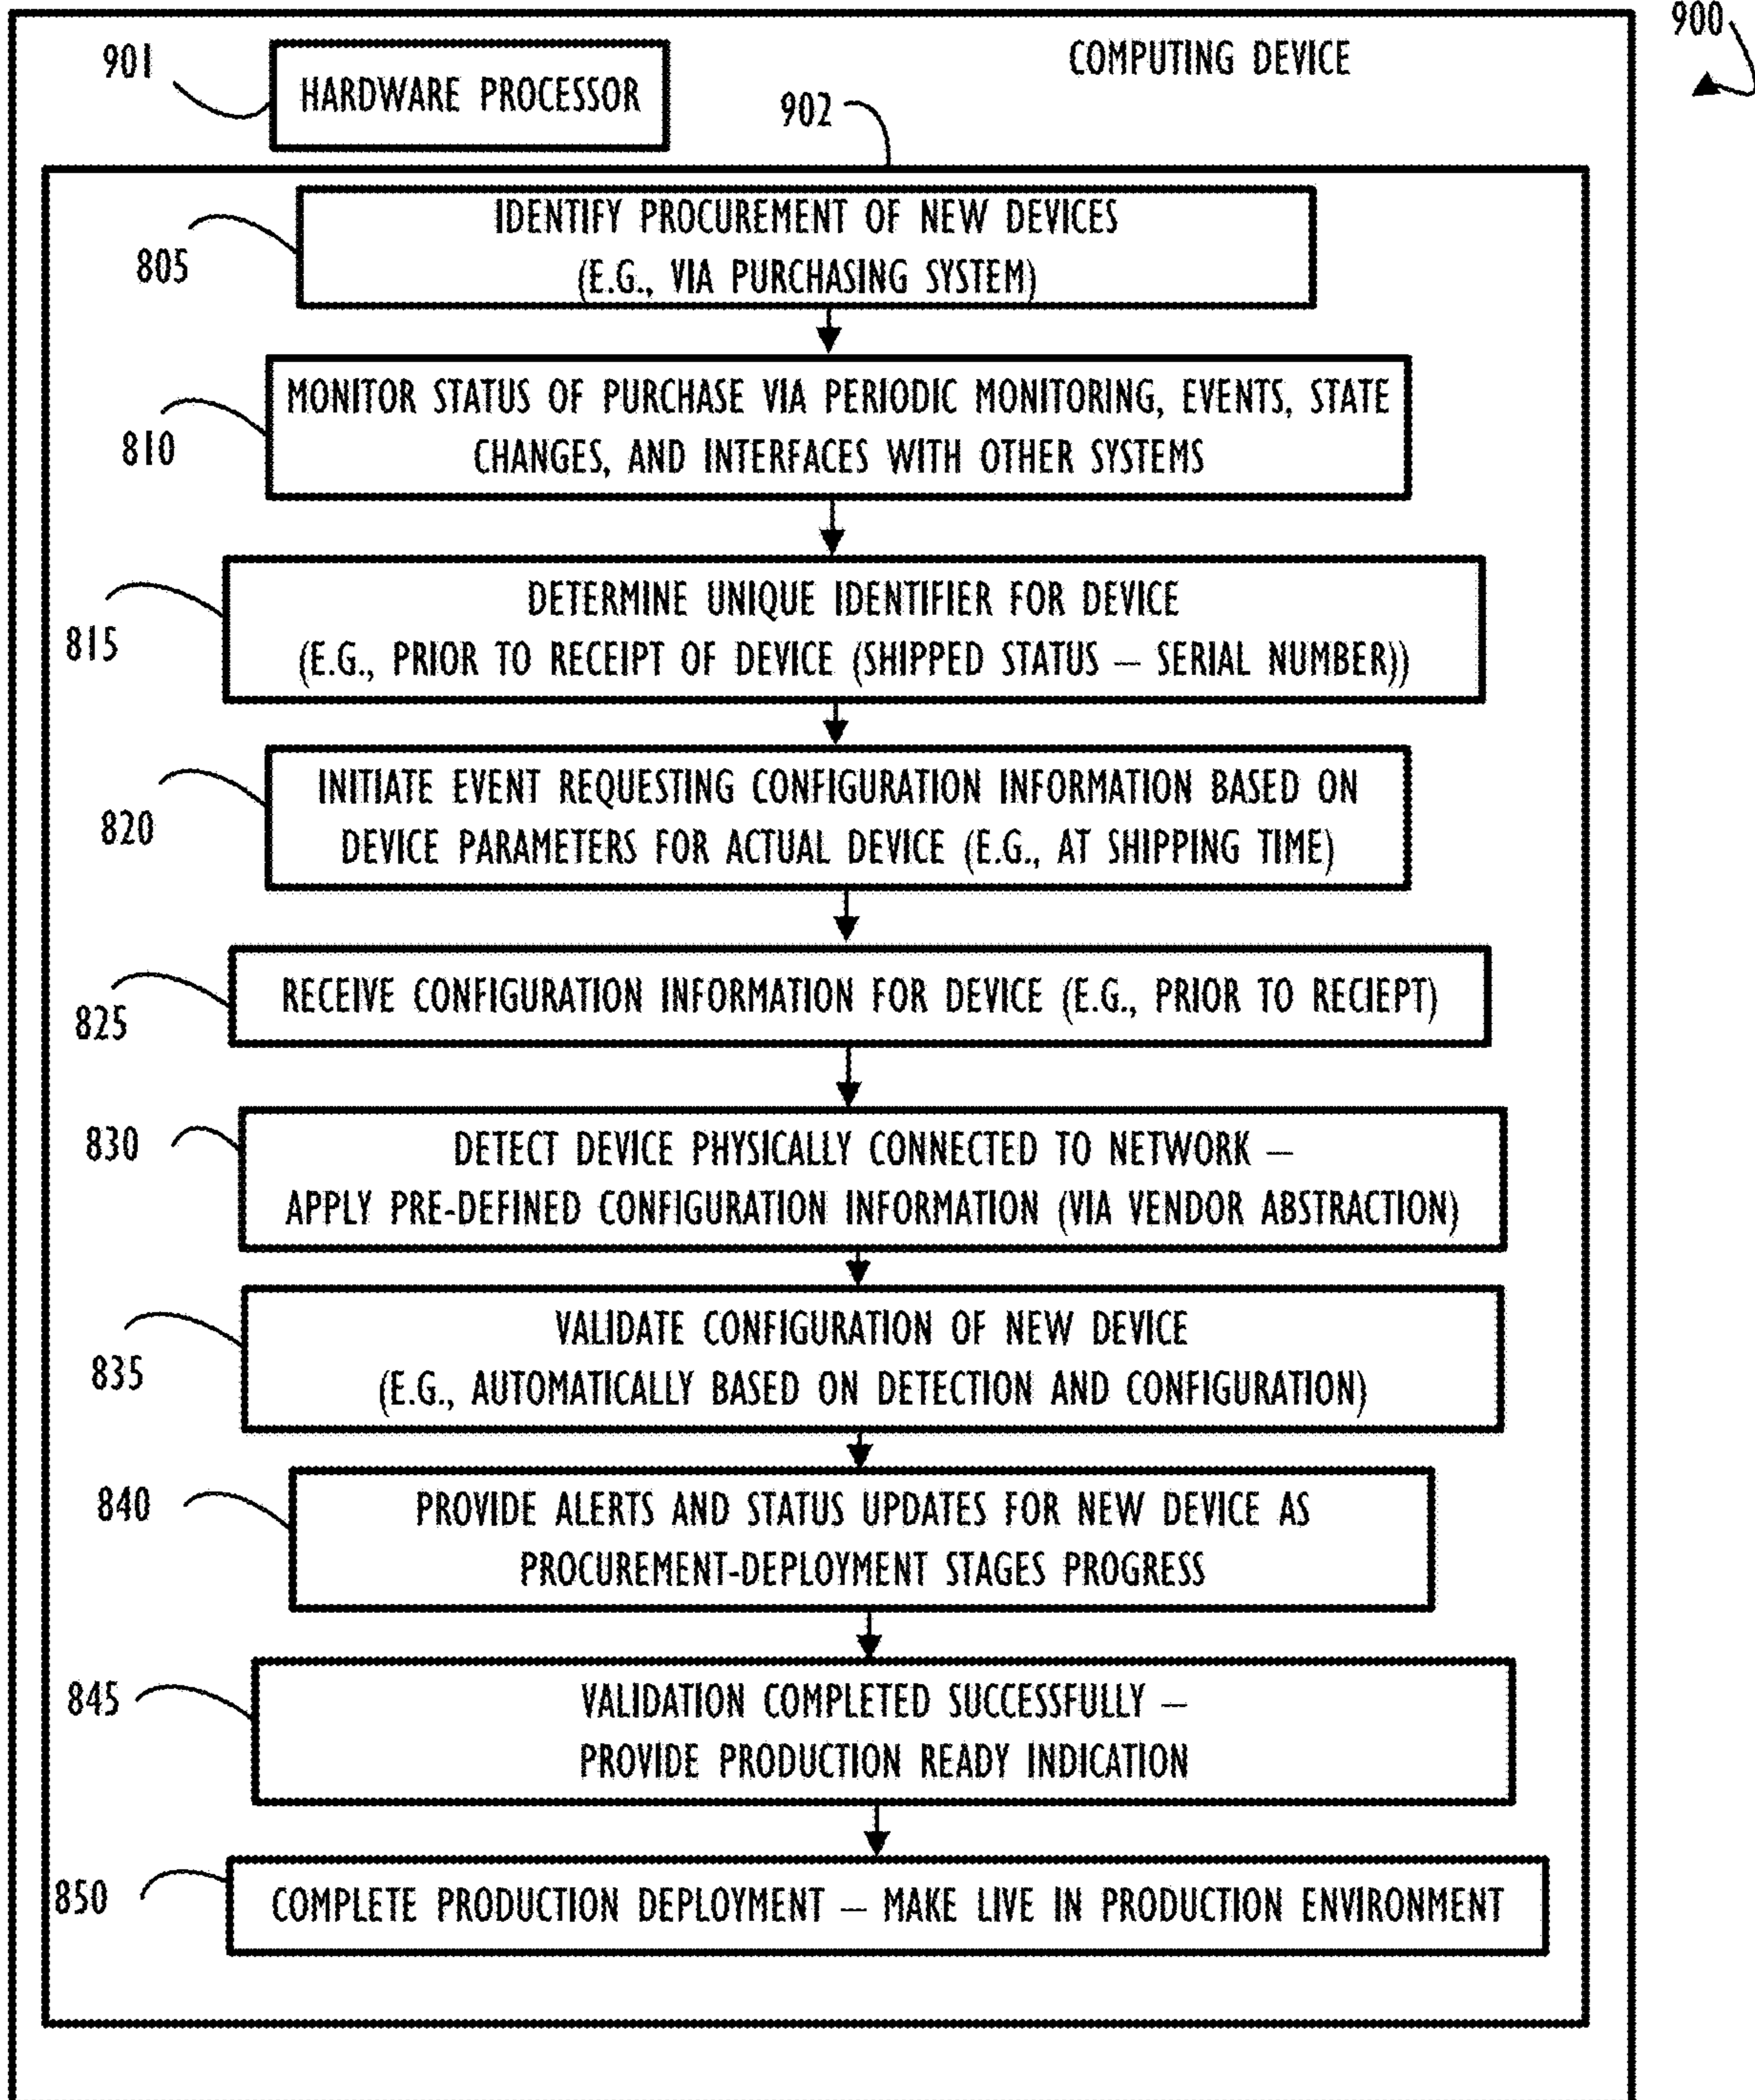 900
901
HARDWARE PROCESSOR
COMPUTING DEVICE
902
805
IDENTIFY PROCUREMENT OF NEW DEVICES
(E.G., VIA PURCHASING SYSTEM)
810
MONITOR STATUS OF PURCHASE VIA PERIODIC MONITORING, EVENTS, STATE
CHANGES, AND INTERFACES WITH OTHER SYSTEMS
815
DETERMINE UNIQUE IDENTIFIER FOR DEVICE
(E.G., PRIOR TO RECEIPT OF DEVICE (SHIPPED STATUS — SERIAL NUMBER))
820
INITIATE EVENT REQUESTING CONFIGURATION INFORMATION BASED ON
DEVICE PARAMETERS FOR ACTUAL DEVICE (E.G., AT SHIPPING TIME)
825
RECEIVE CONFIGURATION INFORMATION FOR DEVICE (E.G., PRIOR TO RECIEPT)
830
DETECT DEVICE PHYSICALLY CONNECTED TO NETWORK —
APPLY PRE-DEFINED CONFIGURATION INFORMATION (VIA VENDOR ABSTRACTION)
835
VALIDATE CONFIGURATION OF NEW DEVICE
(E.G., AUTOMATICALLY BASED ON DETECTION AND CONFIGURATION)
840
PROVIDE ALERTS AND STATUS UPDATES FOR NEW DEVICE AS
PROCUREMENT-DEPLOYMENT STAGES PROGRESS
845
VALIDATION COMPLETED SUCCESSFULLY —
PROVIDE PRODUCTION READY INDICATION
850
COMPLETE PRODUCTION DEPLOYMENT — MAKE LIVE IN PRODUCTION ENVIRONMENT